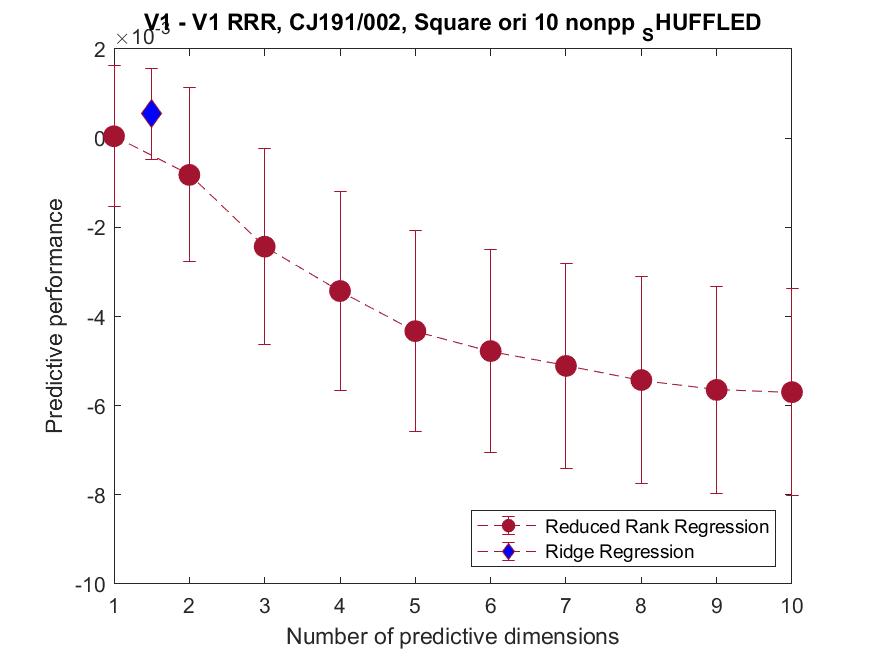 V1 - V1 RRR, CJ191/002, Square ori 10 nonpp SHUFFLED
×10-3
2
0
-2
-4
-6
-8
-10
Predictive performance
Reduced Rank Regression
Ridge Regression
1 2 3 4 5 6 7 8 9 10
Number of predictive dimensions